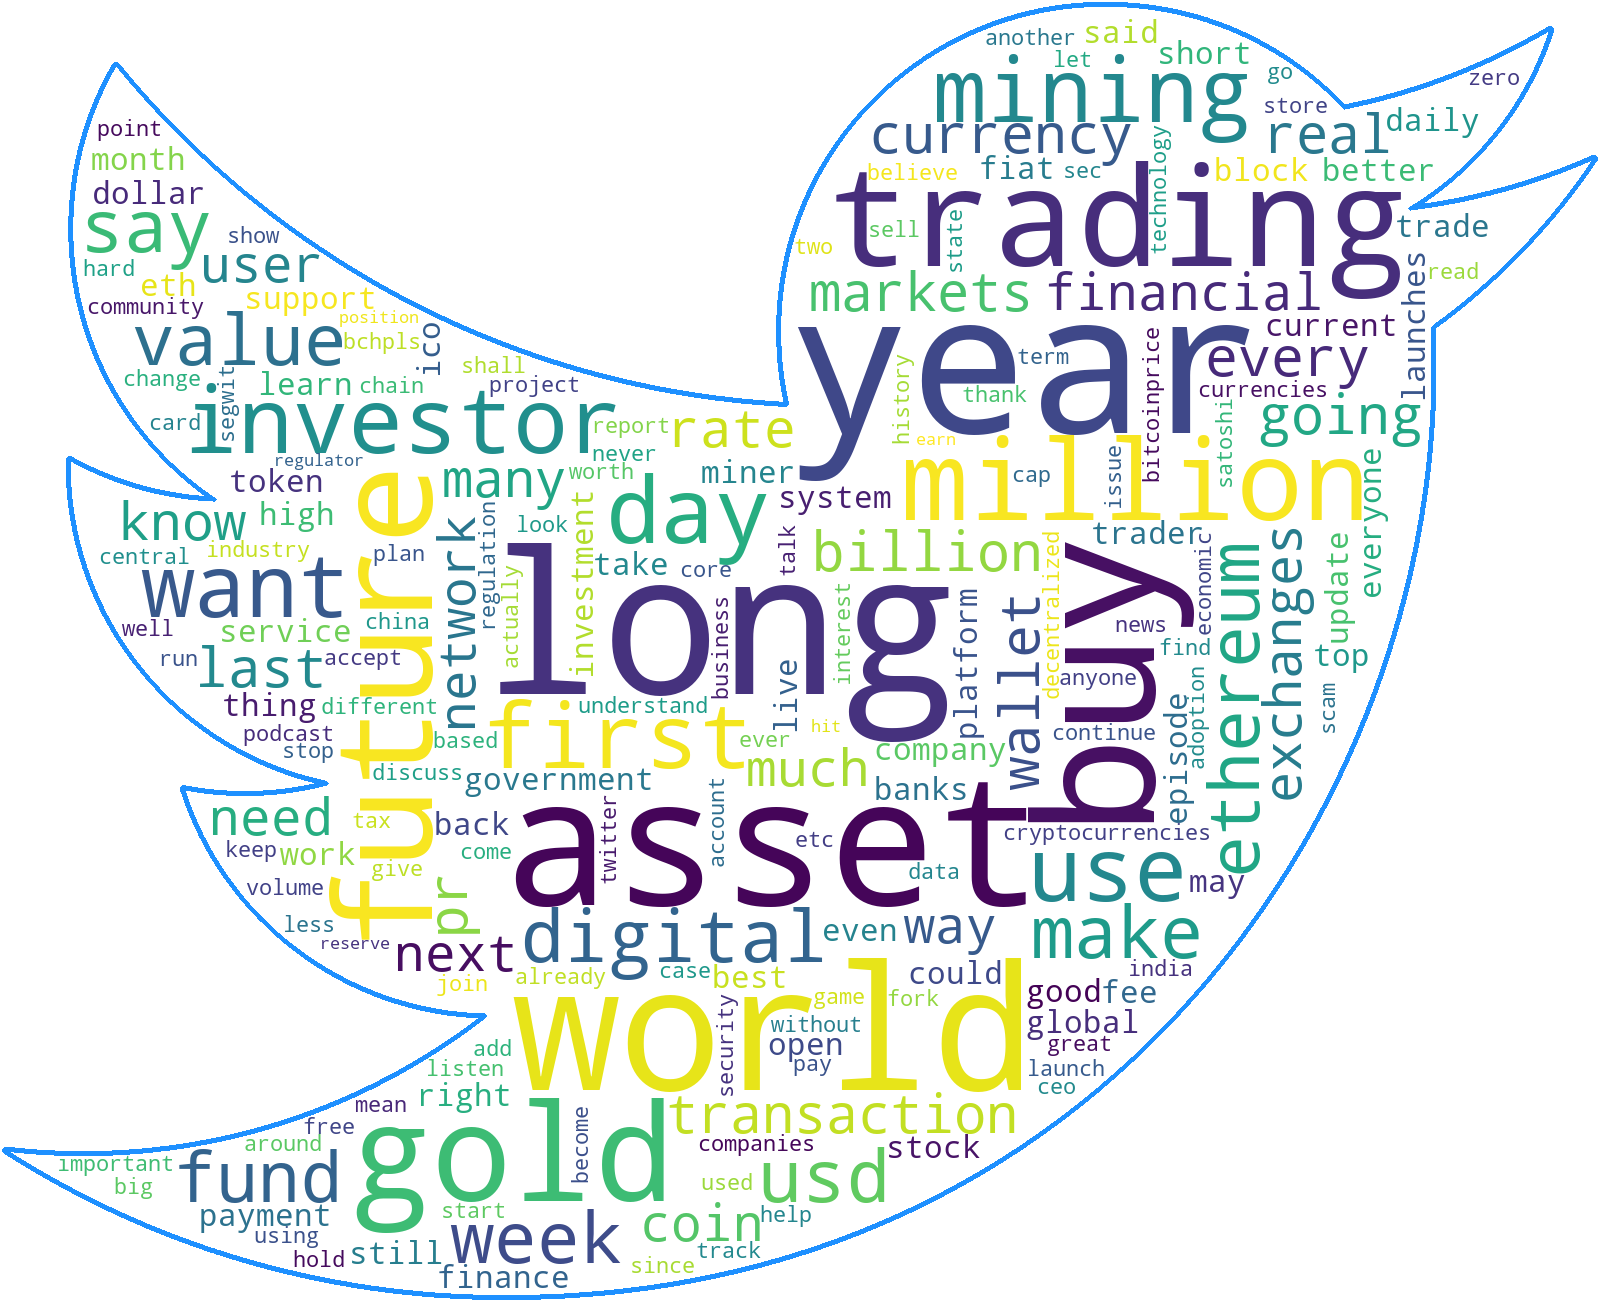 another
said
let
short
go
zero
mining
store
daily
point
currency
real
month
technology
believe
fiat
sec
block
better
dollar
trading
say
sell
state
trade
show
two
user
hard
read
eth
markets
financial
launches
support
community
position
current
value
bchpls
ico
year
bitcoinprice
every
term
shall
change
learn
chain
project
history
thank
currencies
segwit
investor
card
report
rate
earn
satoshi
going
never
regulator
million
many
worth
miner
cap
issue
token
day
system
everyone
future
know
high
network
regulation
look
investment
talk
trader
central
industry
plan
long
billion
decentralized
economic
ethereum
exchanges
update
want
take
core
actually
business
interest
platform
wallet
buy
news
well
service
china
find
top
run
last
accept
live
anyone
adoption
scam
thing
different
understand
podcast
first
hit
continue
episode
stop
based
ever
company
discuss
government
much
banks
asset
need
tax
back
twitter
account
etc
cryptocurrencies
keep
work
come
use
give
data
may
volume
pr
less
digital
even
way
make
reserve
next
already
case
best
could
india
join
world
game
fork
good
fee
security
without
global
add
open
great
listen
pay
launch
right
ceo
mean
gold
free
become
transaction
around
companies
stock
important
fund
usd
big
used
payment
start
coin
help
using
week
hold
still
track
finance
since